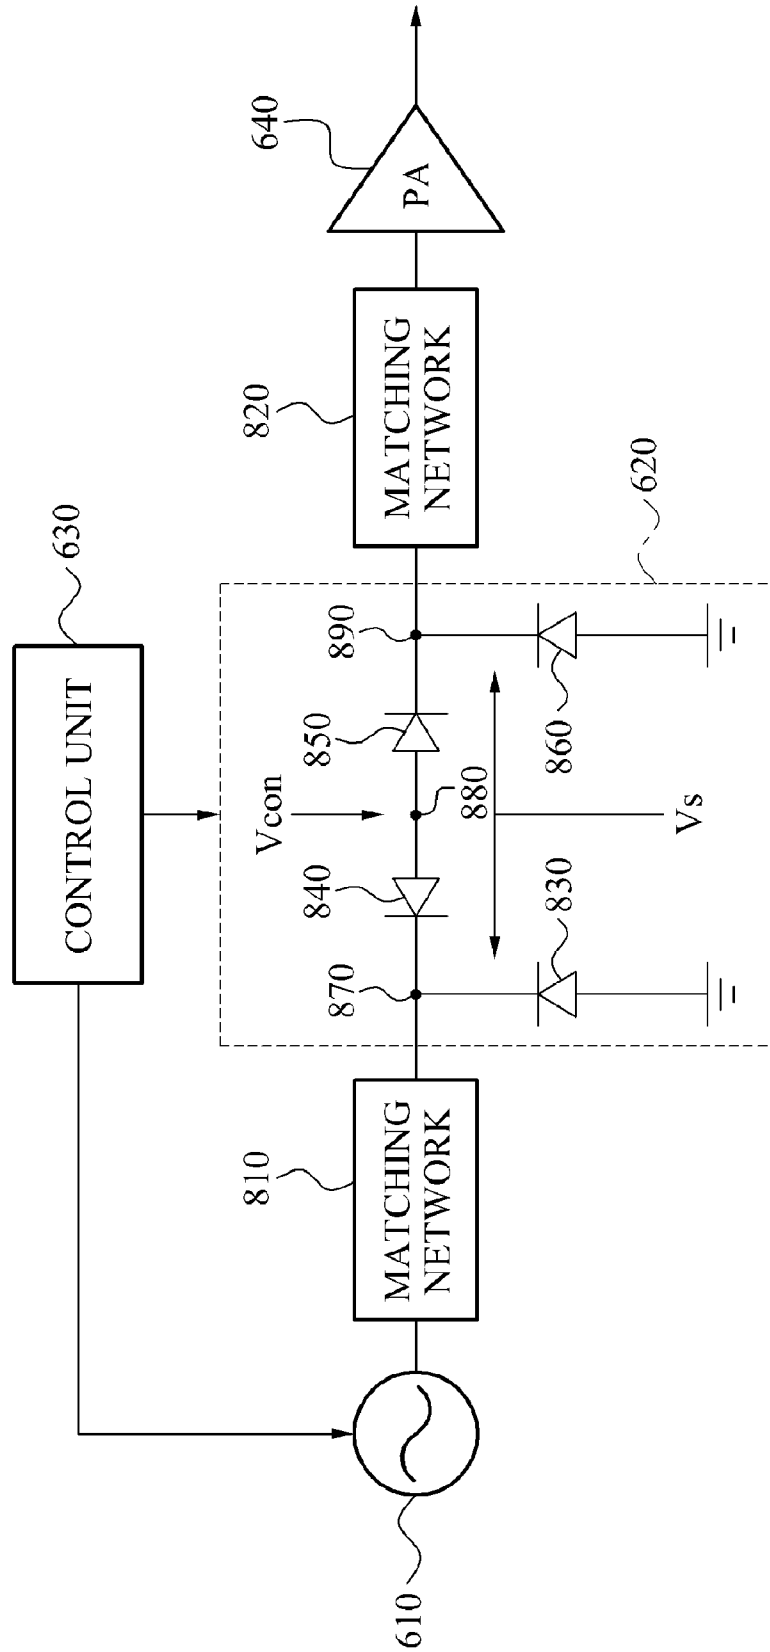 630
CONTROL UNIT
640
PA
820
MATCHING
NETWORK
620
810
MATCHING
NETWORK
610
Vcon
870
840
880
850
890
830
860
Vs